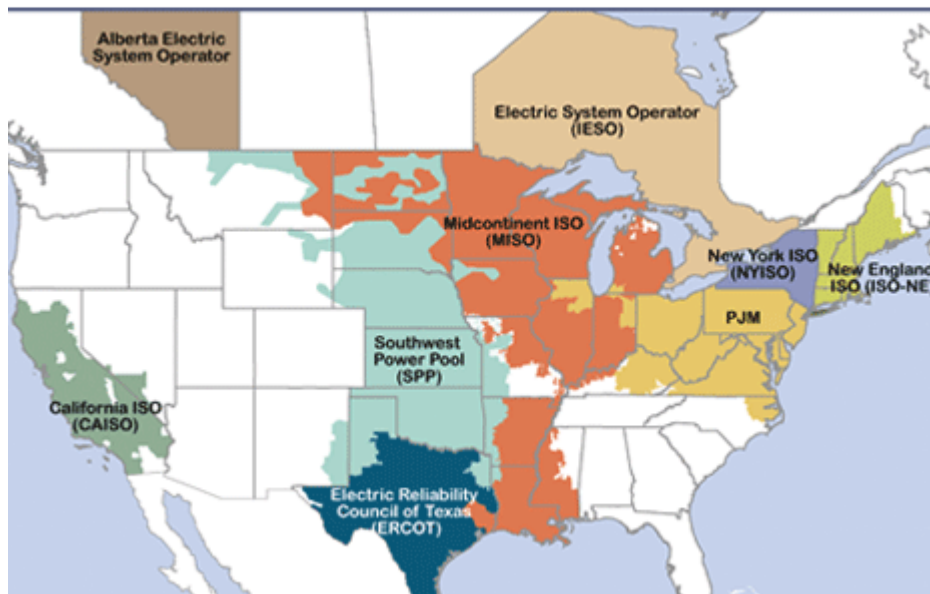 Alberta Electric
System Operator
Electric System Operator
(IESO)
Midcontinent ISO
(MISO)
New York ISO
(NYISO)
New England
ISO (ISO-NE)
PJM
Southwest
Power Pool
(SPP)
California ISO
(CAISO)
Electric Reliability
Council of Texas
(ERCOT)